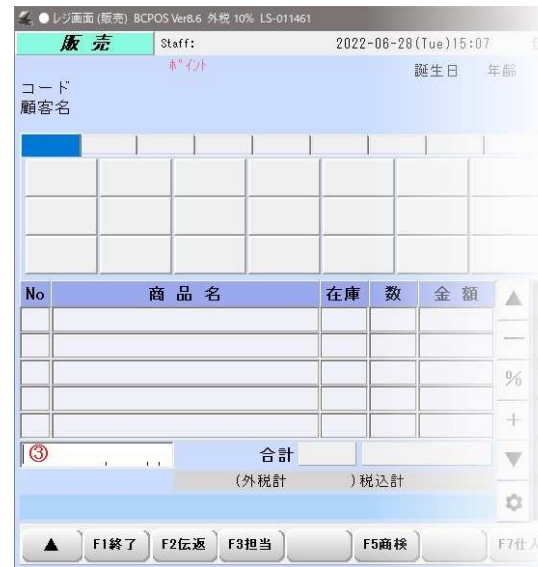 ● レジ画面 (販売) BCPOS Ver8.6 外税 10% LS-011461
販 売 Staff: 2022-06-28(Tue)15:07
ﾎﾟｲﾝﾄ 誕生日 年齢
コード
顧客名
No 商 品 名 在庫 数 金 額 ▲
―
%
+
③ , , , 合計 ▼
(外税計 )税込計
▲ F1終了 F2伝返 F3担当 F5商検 F7仕入